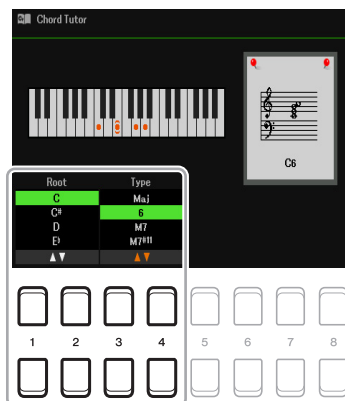 Chord Tutor
C6
Root Type
C Maj
C# 6
D M7
E♭ M7#11
1 2 3 4 5 6 7 8